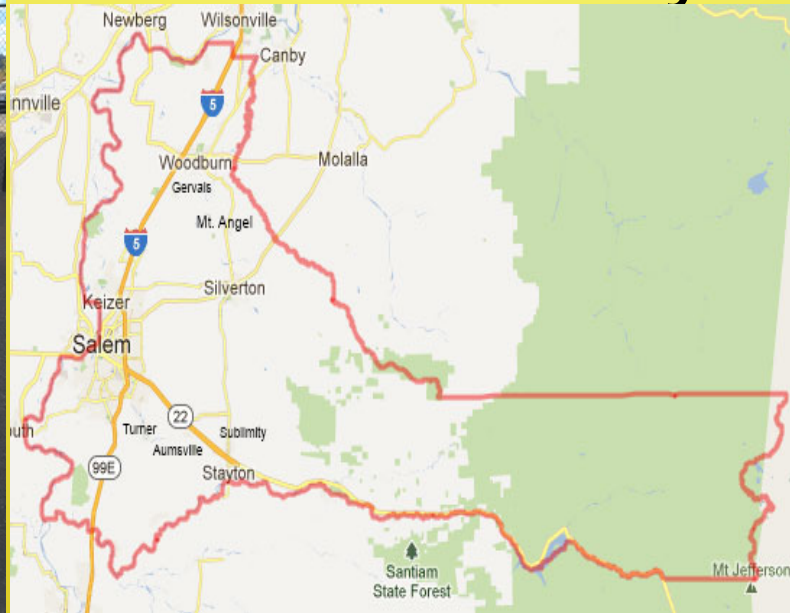 Newberg
Wilsonville
Canby
nnville
5
Woodburn
Molalla
Gervais
Mt. Angel
5
Silverton
Keizer
Salem
22
Turner
Sublimity
outh
Aumsville
99E
Stayton
Santiam
State Forest
Mt Jefferson